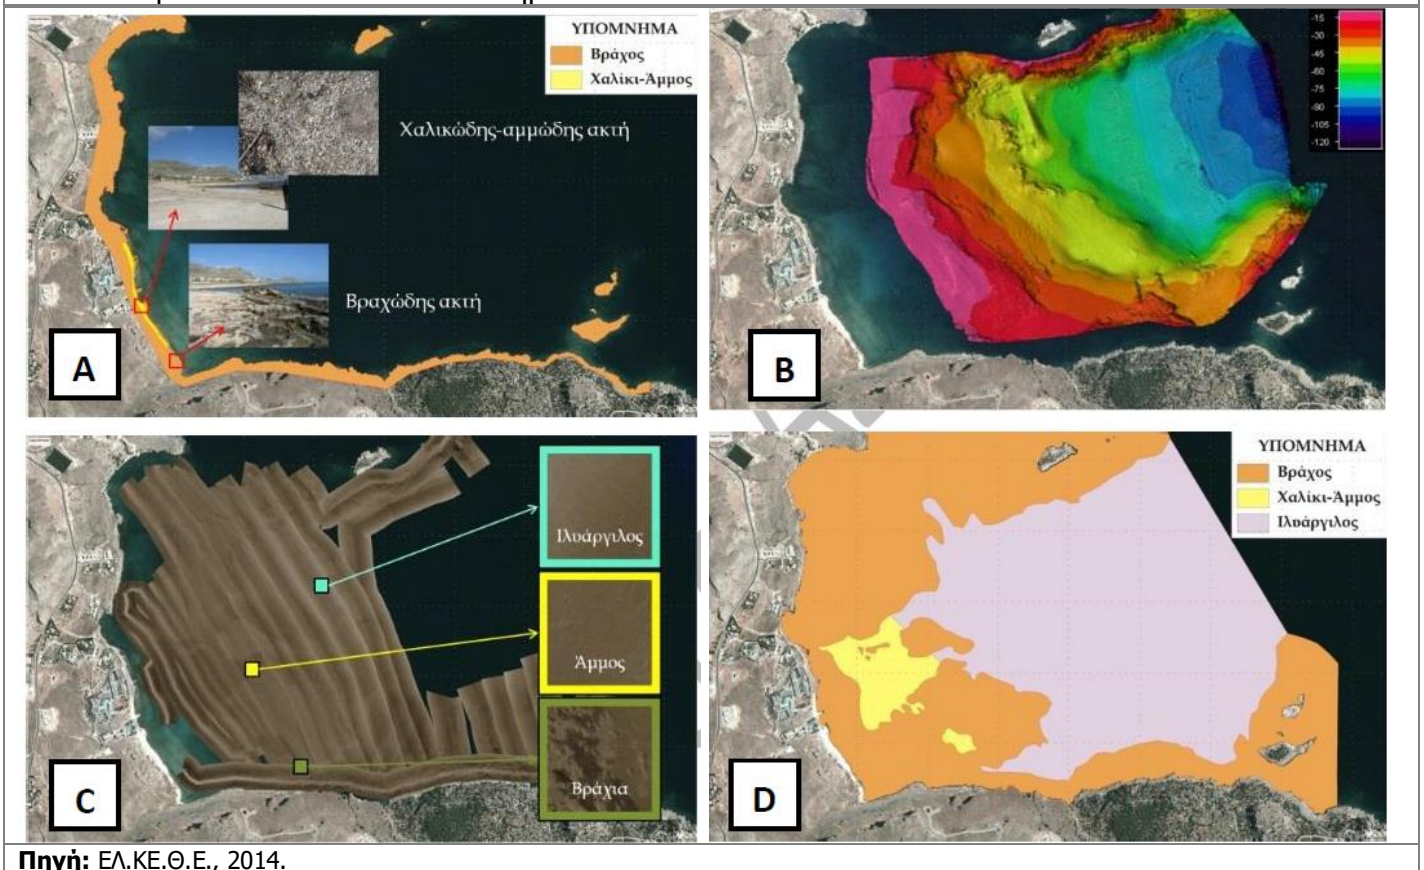 ΥΠΟΜΝΗΜΑ
Βράχος
Χαλίκι-Άμμος
Χαλικώδης-αμμώδης ακτή
Βραχώδης ακτή
A
-15
-30
-45
-60
-75
-90
-105
-120
B
Ιλυάργιλος
Άμμος
Βράχια
C
ΥΠΟΜΝΗΜΑ
Βράχος
Χαλίκι-Άμμος
Ιλυάργιλος
D
Πηγή: ΕΛ.ΚΕ.Θ.Ε., 2014.